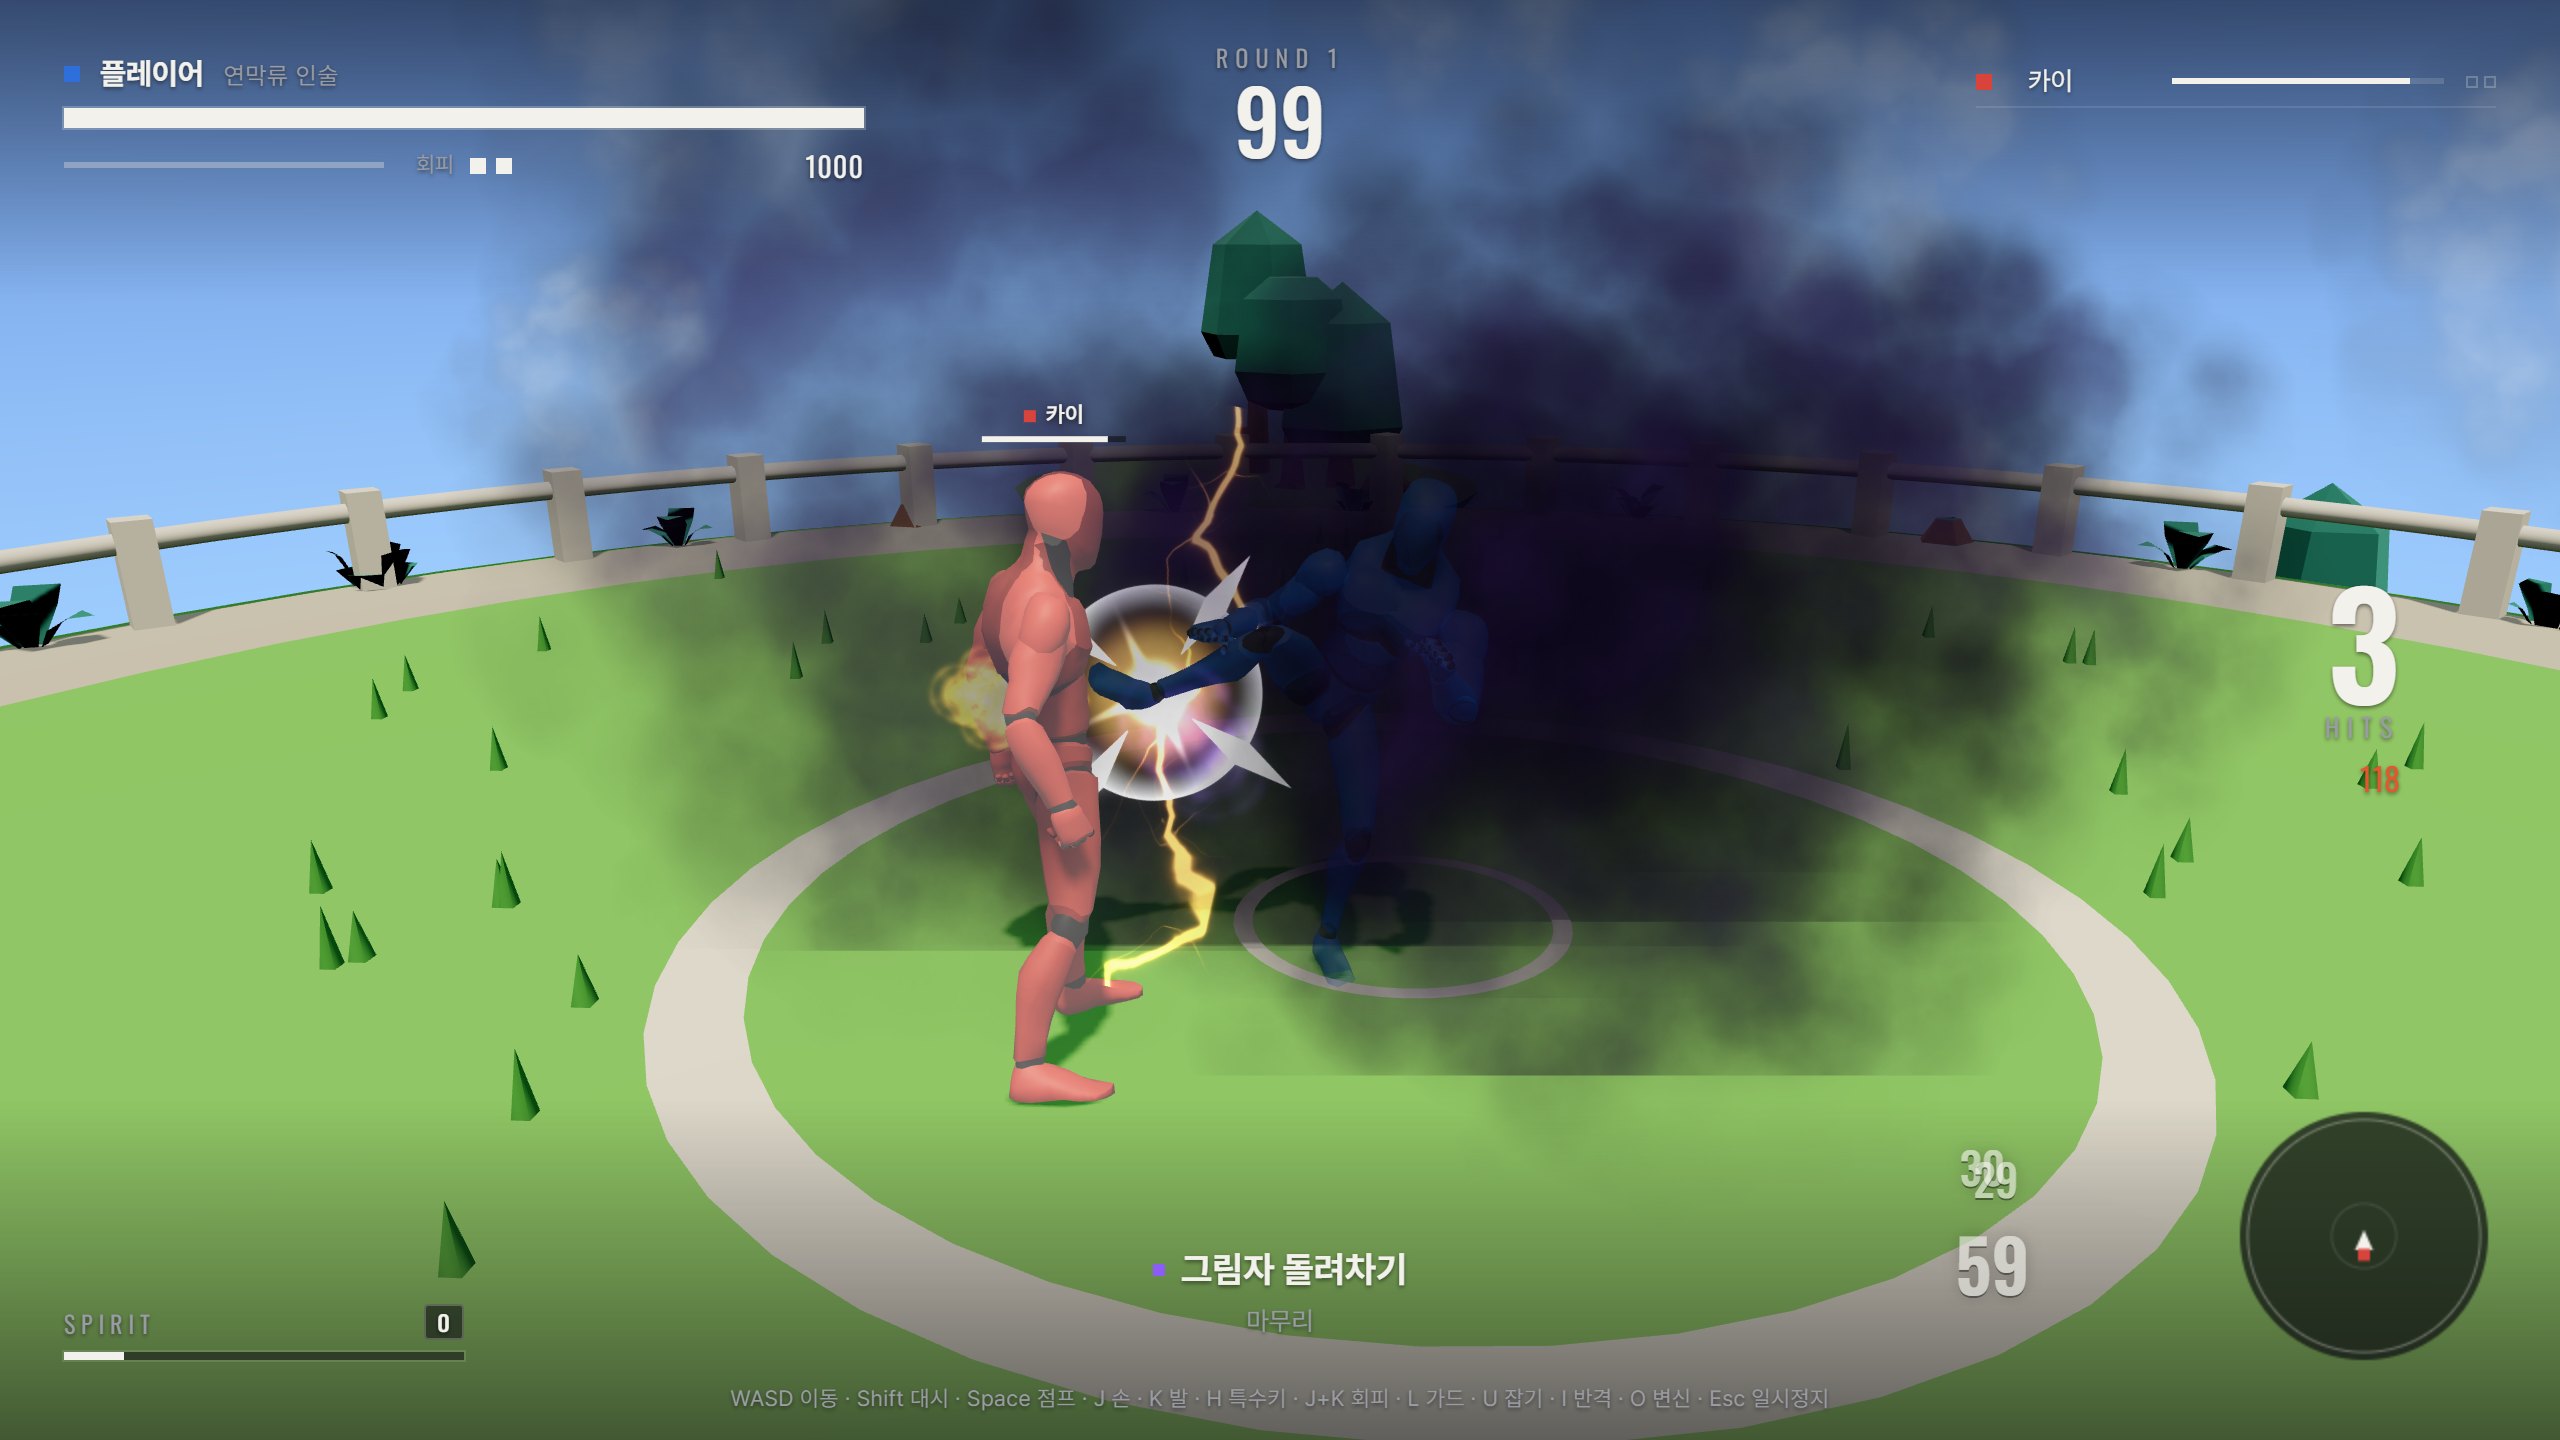 플레이어 연막류 인술
회피
1000
ROUND 1
99
카이
카이
3
HITS
118
29
59
그림자 돌려차기
마무리
SPIRIT
0
WASD 이동 · Shift 대시 · Space 점프 · J 손 · K 발 · H 특수키 · J+K 회피 · L 가드 · U 잡기 · I 반격 · O 변신 · Esc 일시정지